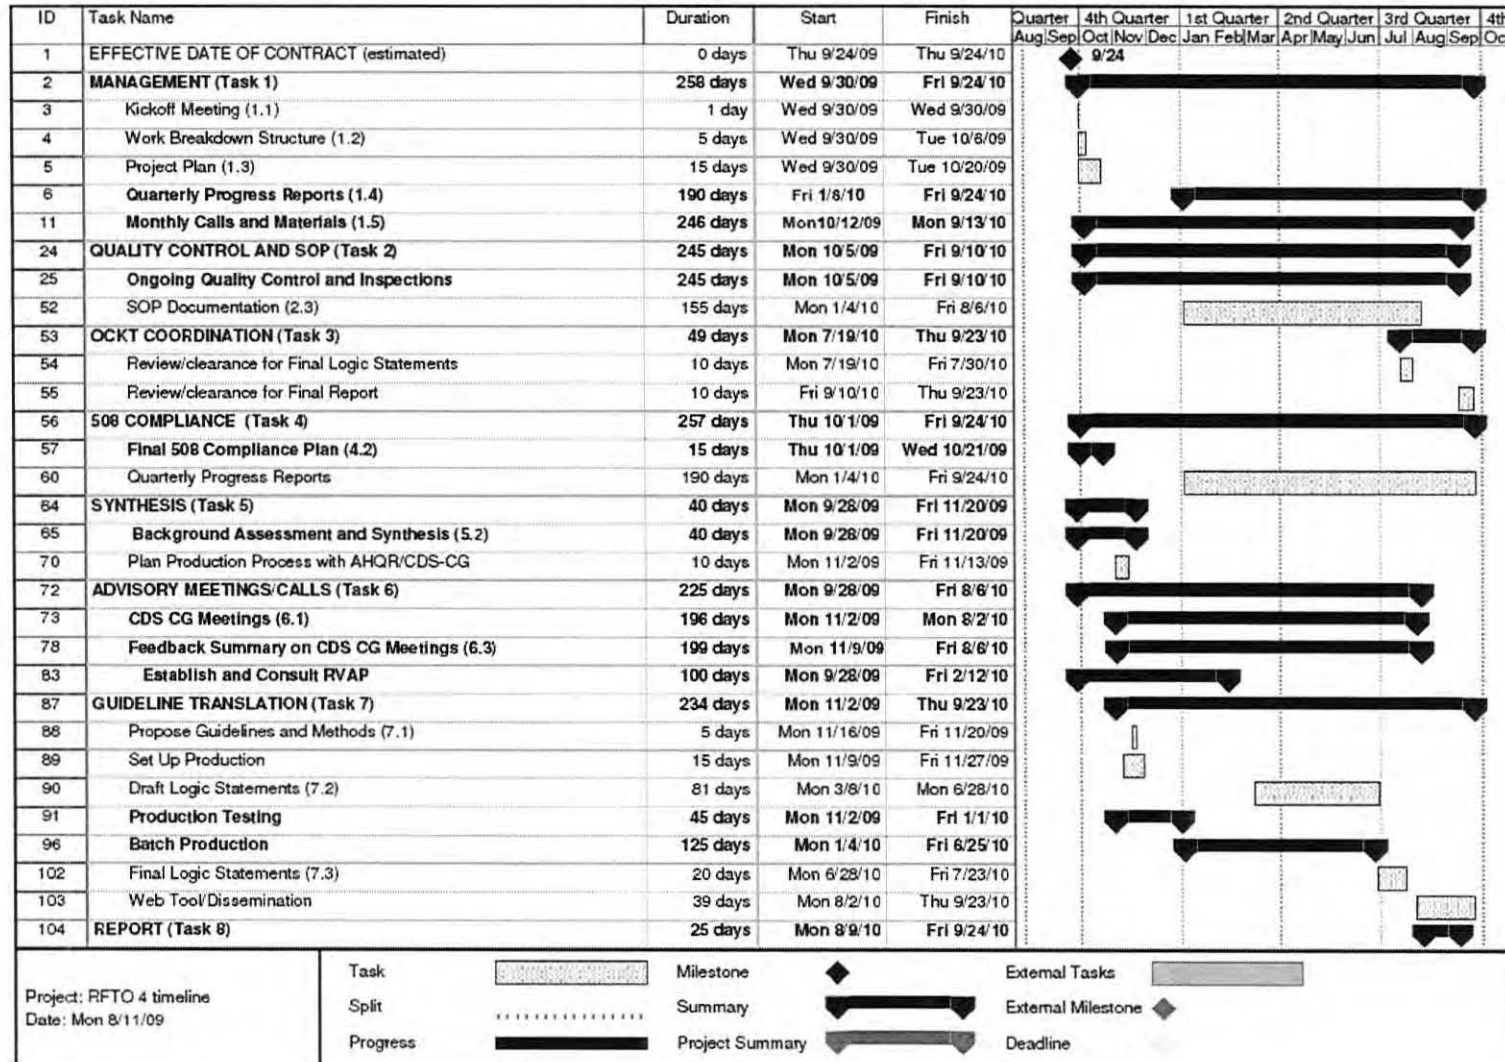 ID Task Name Duration Start Finish Quarter 4th Quarter 1st Quarter 2nd Quarter 3rd Quarter 4th
Aug Sep Oct Nov Dec Jan Feb Mar Apr May Jun Jul Aug Sep Oc
1 EFFECTIVE DATE OF CONTRACT (estimated) 0 days Thu 9/24/09 Thu 9/24/10 9/24
2 MANAGEMENT (Task 1) 258 days Wed 9/30/09 Fri 9/24/10
3 Kickoff Meeting (1.1) 1 day Wed 9/30/09 Wed 9/30/09
4 Work Breakdown Structure (1.2) 5 days Wed 9/30/09 Tue 10/6/09
5 Project Plan (1.3) 15 days Wed 9/30/09 Tue 10/20/09
6 Quarterly Progress Reports (1.4) 190 days Fri 1/8/10 Fri 9/24/10
11 Monthly Calls and Materials (1.5) 246 days Mon10/12/09 Mon 9/13/10
24 QUALITY CONTROL AND SOP (Task 2) 245 days Mon 10/5/09 Fri 9/10/10
25 Ongoing Quality Control and Inspections 245 days Mon 10/5/09 Fri 9/10/10
52 SOP Documentation (2.3) 155 days Mon 1/4/10 Fri 8/6/10
53 OCKT COORDINATION (Task 3) 49 days Mon 7/19/10 Thu 9/23/10
54 Review/clearance for Final Logic Statements 10 days Mon 7/19/10 Fri 7/30/10
55 Review/clearance for Final Report 10 days Fri 9/10/10 Thu 9/23/10
56 508 COMPLIANCE (Task 4) 257 days Thu 10/1/09 Fri 9/24/10
57 Final 508 Compliance Plan (4.2) 15 days Thu 10/1/09 Wed 10/21/09
60 Quarterly Progress Reports 190 days Mon 1/4/10 Fri 9/24/10
64 SYNTHESIS (Task 5) 40 days Mon 9/28/09 Fri 11/20/09
65 Background Assessment and Synthesis (5.2) 40 days Mon 9/28/09 Fri 11/20/09
70 Plan Production Process with AHQR/CDS-CG 10 days Mon 11/2/09 Fri 11/13/09
72 ADVISORY MEETINGS/CALLS (Task 6) 225 days Mon 9/28/09 Fri 8/6/10
73 CDS CG Meetings (6.1) 196 days Mon 11/2/09 Mon 8/2/10
78 Feedback Summary on CDS CG Meetings (6.3) 199 days Mon 11/9/09 Fri 8/6/10
83 Establish and Consult RVAP 100 days Mon 9/28/09 Fri 2/12/10
87 GUIDELINE TRANSLATION (Task 7) 234 days Mon 11/2/09 Thu 9/23/10
88 Propose Guidelines and Methods (7.1) 5 days Mon 11/16/09 Fri 11/20/09
89 Set Up Production 15 days Mon 11/9/09 Fri 11/27/09
90 Draft Logic Statements (7.2) 81 days Mon 3/8/10 Mon 6/28/10
91 Production Testing 45 days Mon 11/2/09 Fri 1/1/10
96 Batch Production 125 days Mon 1/4/10 Fri 6/25/10
102 Final Logic Statements (7.3) 20 days Mon 6/28/10 Fri 7/23/10
103 Web Tool/Dissemination 39 days Mon 8/2/10 Thu 9/23/10
104 REPORT (Task 8) 25 days Mon 8/9/10 Fri 9/24/10
Project: RFTO 4 timeline
Date: Mon 8/11/09
Task Milestone External Tasks
Split Summary External Milestone
Progress Project Summary Deadline